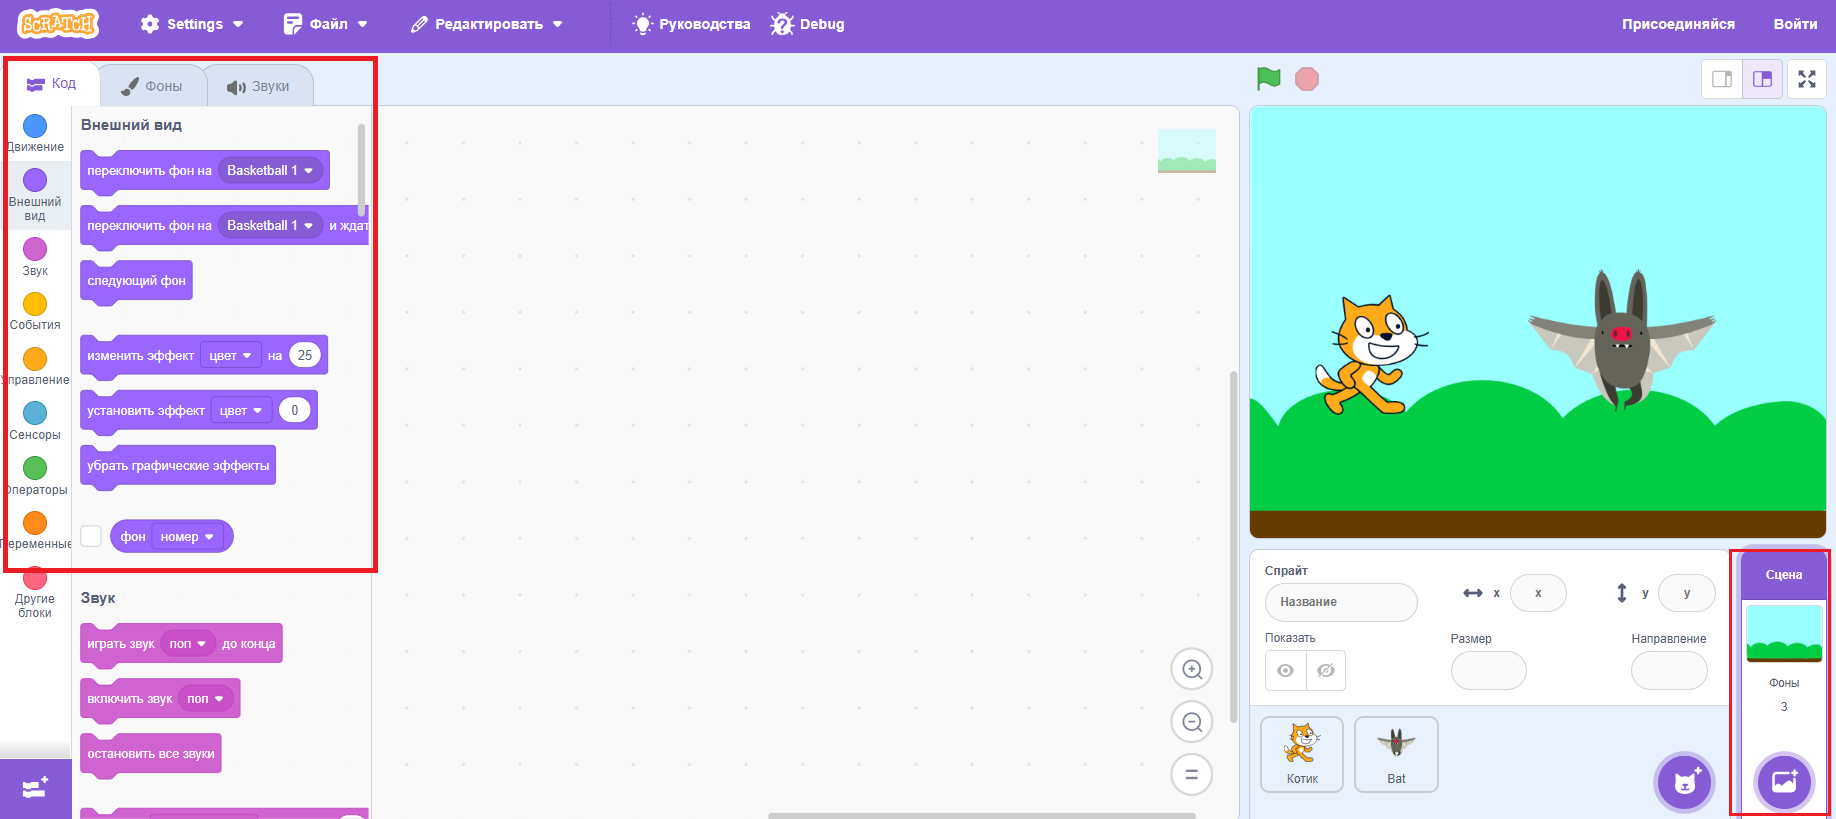 SCRATCH Settings Файл Редактировать Руководства Debug Присоединяйся Войти
Код Фоны Звуки
Движение
Внешний вид
Звук
События
Управление
Сенсоры
Операторы
Переменные
Другие блоки
Внешний вид
переключить фон на Basketball 1
переключить фон на Basketball 1 и ждат
следующий фон
изменить эффект цвет на 25
установить эффект цвет 0
убрать графические эффекты
фон номер
Звук
играть звук поп до конца
включить звук поп
остановить все звуки
Спрайт
Название
x x
y y
Показать
Размер
Направление
Котик
Bat
Сцена
Фоны
3